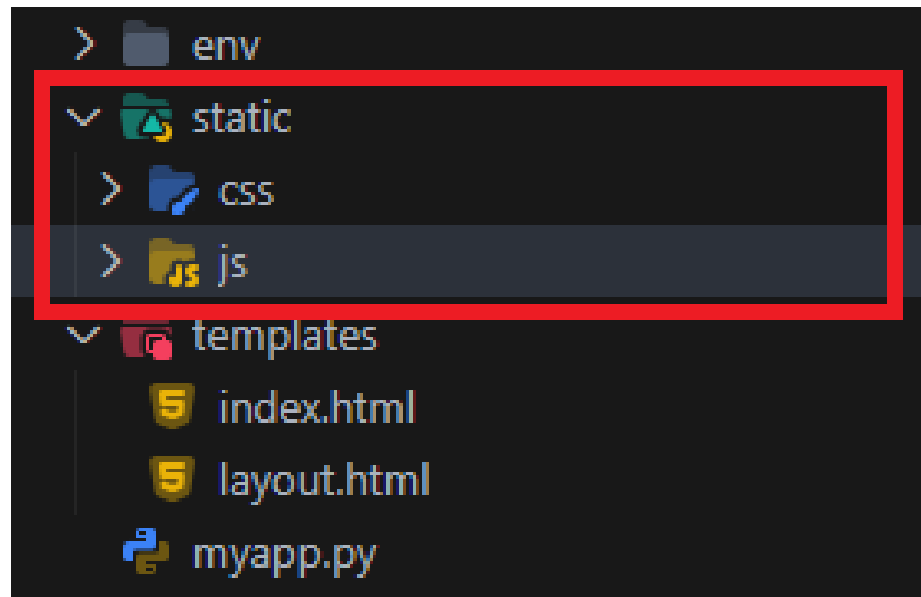 env
static
css
js
templates
index.html
layout.html
myapp.py